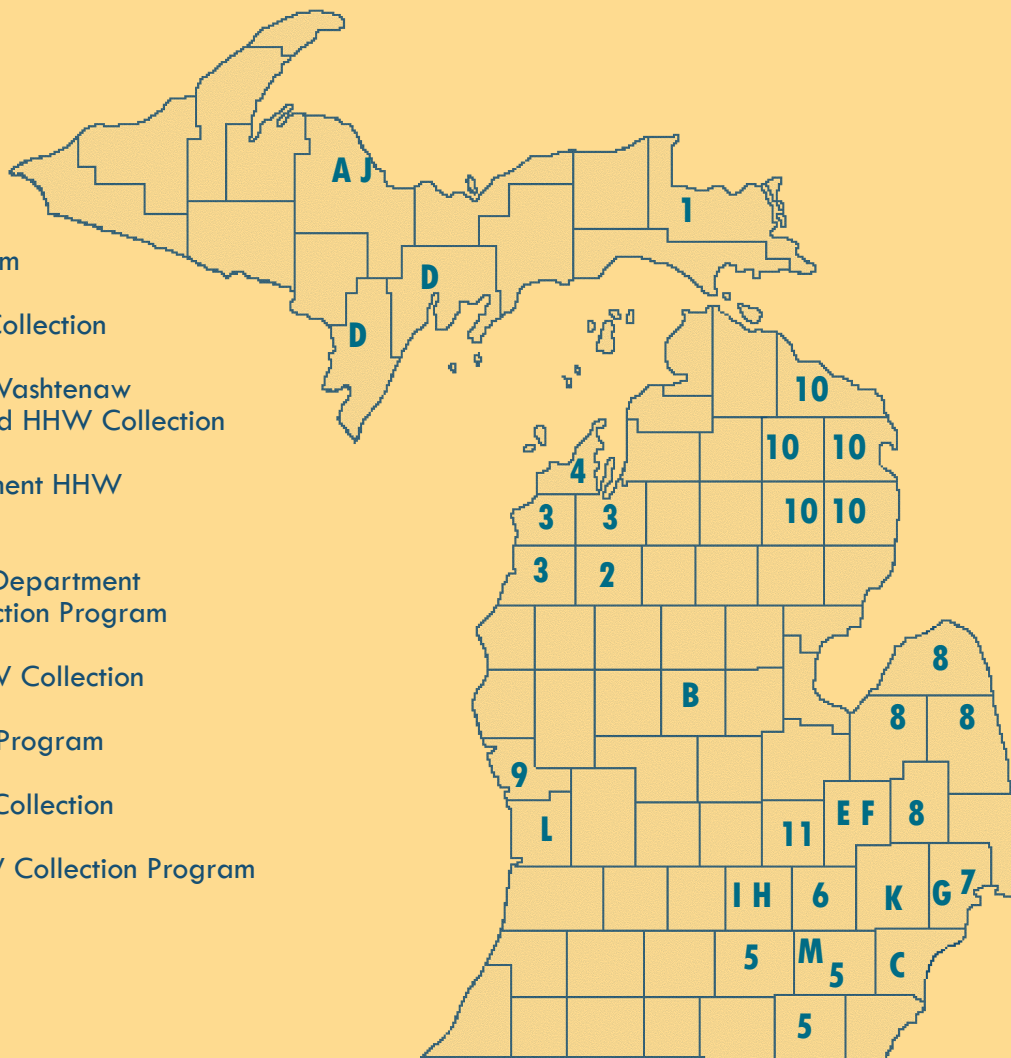 m
Collection
Washtenaw
d HHW Collection
ment HHW
Department
ction Program
V Collection
Program
Collection
V Collection Program
A J
1
D
D
10
10 10
4
3 3
10 10
3 2
8
B
8 8
9
E F 8
L 11
I H 6 K G 7
5 M 5 C
5